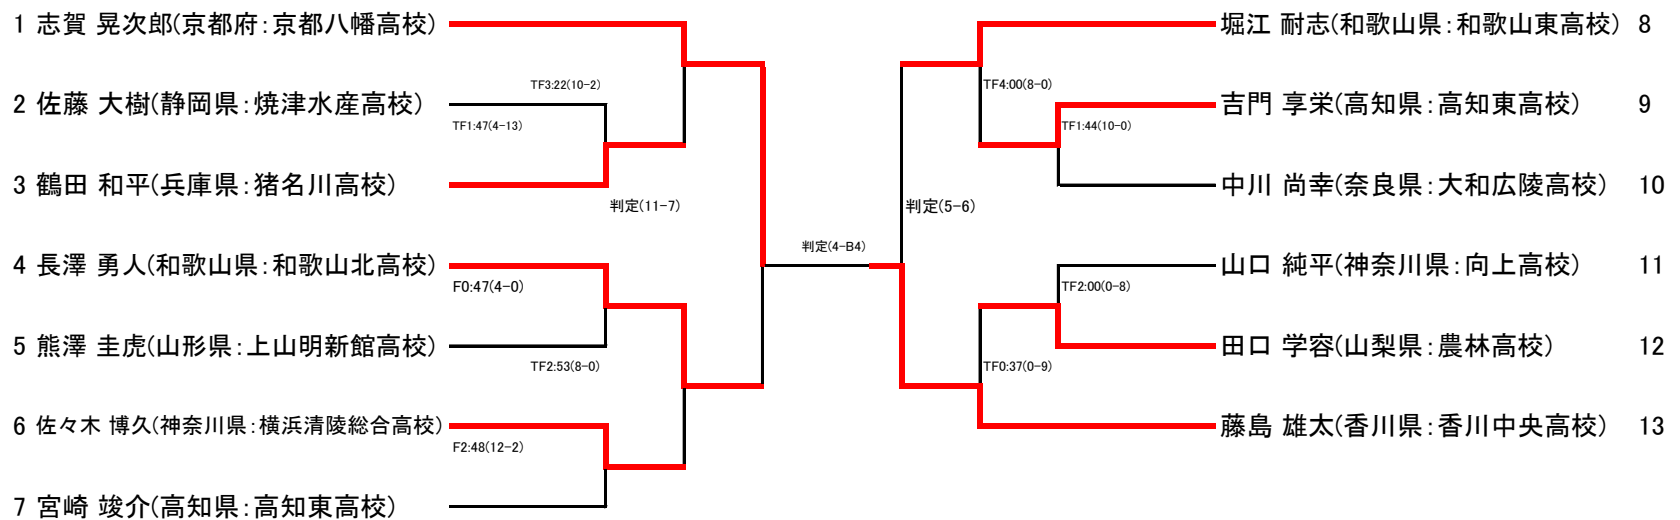 1 志賀 晃次郎(京都府:京都八幡高校)
TF3:22(10-2)
2 佐藤 大樹(静岡県:焼津水産高校)
TF1:47(4-13)
3 鶴田 和平(兵庫県:猪名川高校)
判定(11-7)
4 長澤 勇人(和歌山県:和歌山北高校)
F0:47(4-0)
5 熊澤 圭虎(山形県:上山明新館高校)
TF2:53(8-0)
6 佐々木 博久(神奈川県:横浜清陵総合高校)
F2:48(12-2)
7 宮崎 竣介(高知県:高知東高校)
判定(4-B4)
堀江 耐志(和歌山県:和歌山東高校) 8
TF4:00(8-0)
吉門 享栄(高知県:高知東高校) 9
TF1:44(10-0)
中川 尚幸(奈良県:大和広陵高校) 10
判定(5-6)
山口 純平(神奈川県:向上高校) 11
TF2:00(0-8)
田口 学容(山梨県:農林高校) 12
TF0:37(0-9)
藤島 雄太(香川県:香川中央高校) 13